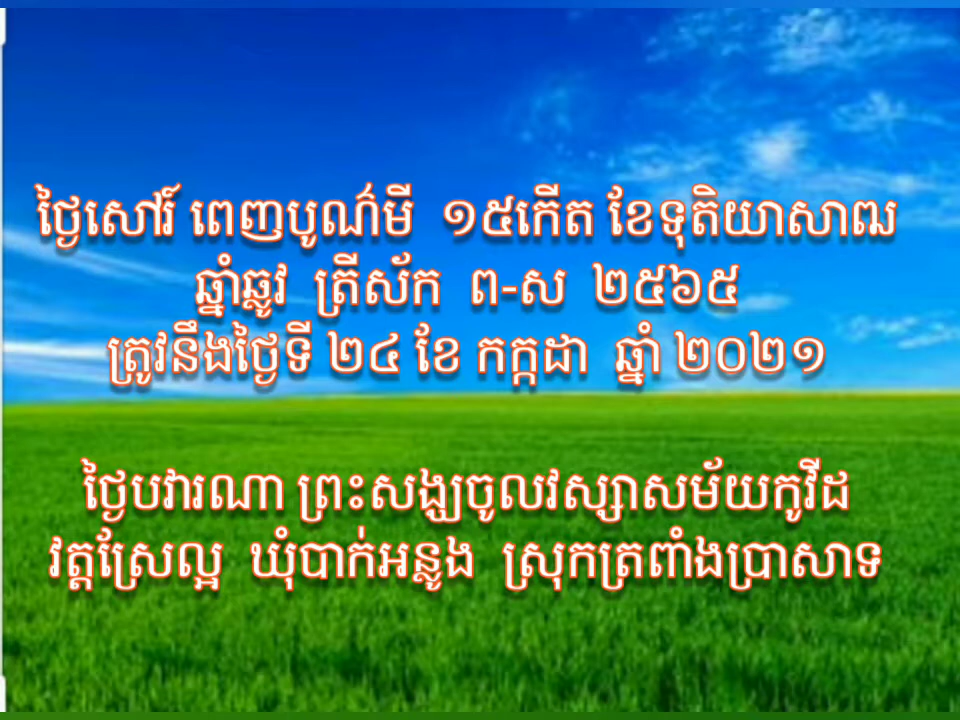 ថ្ងៃសៅរ៍ ពេញបូណ៌មី ១៥កើត ខែទុតិយាសាឍ
ឆ្នាំឆ្លូវ ត្រីស័ក ព-ស ២៥៦៥
ត្រូវនឹងថ្ងៃទី ២៤ ខែ កក្កដា ឆ្នាំ ២០២១
ថ្ងៃបវារណា ព្រះសង្ឃចូលវស្សាសម័យកូវីដ
វត្តស្រែល្អ ឃុំបាក់អន្លូង ស្រុកត្រពាំងប្រាសាទ